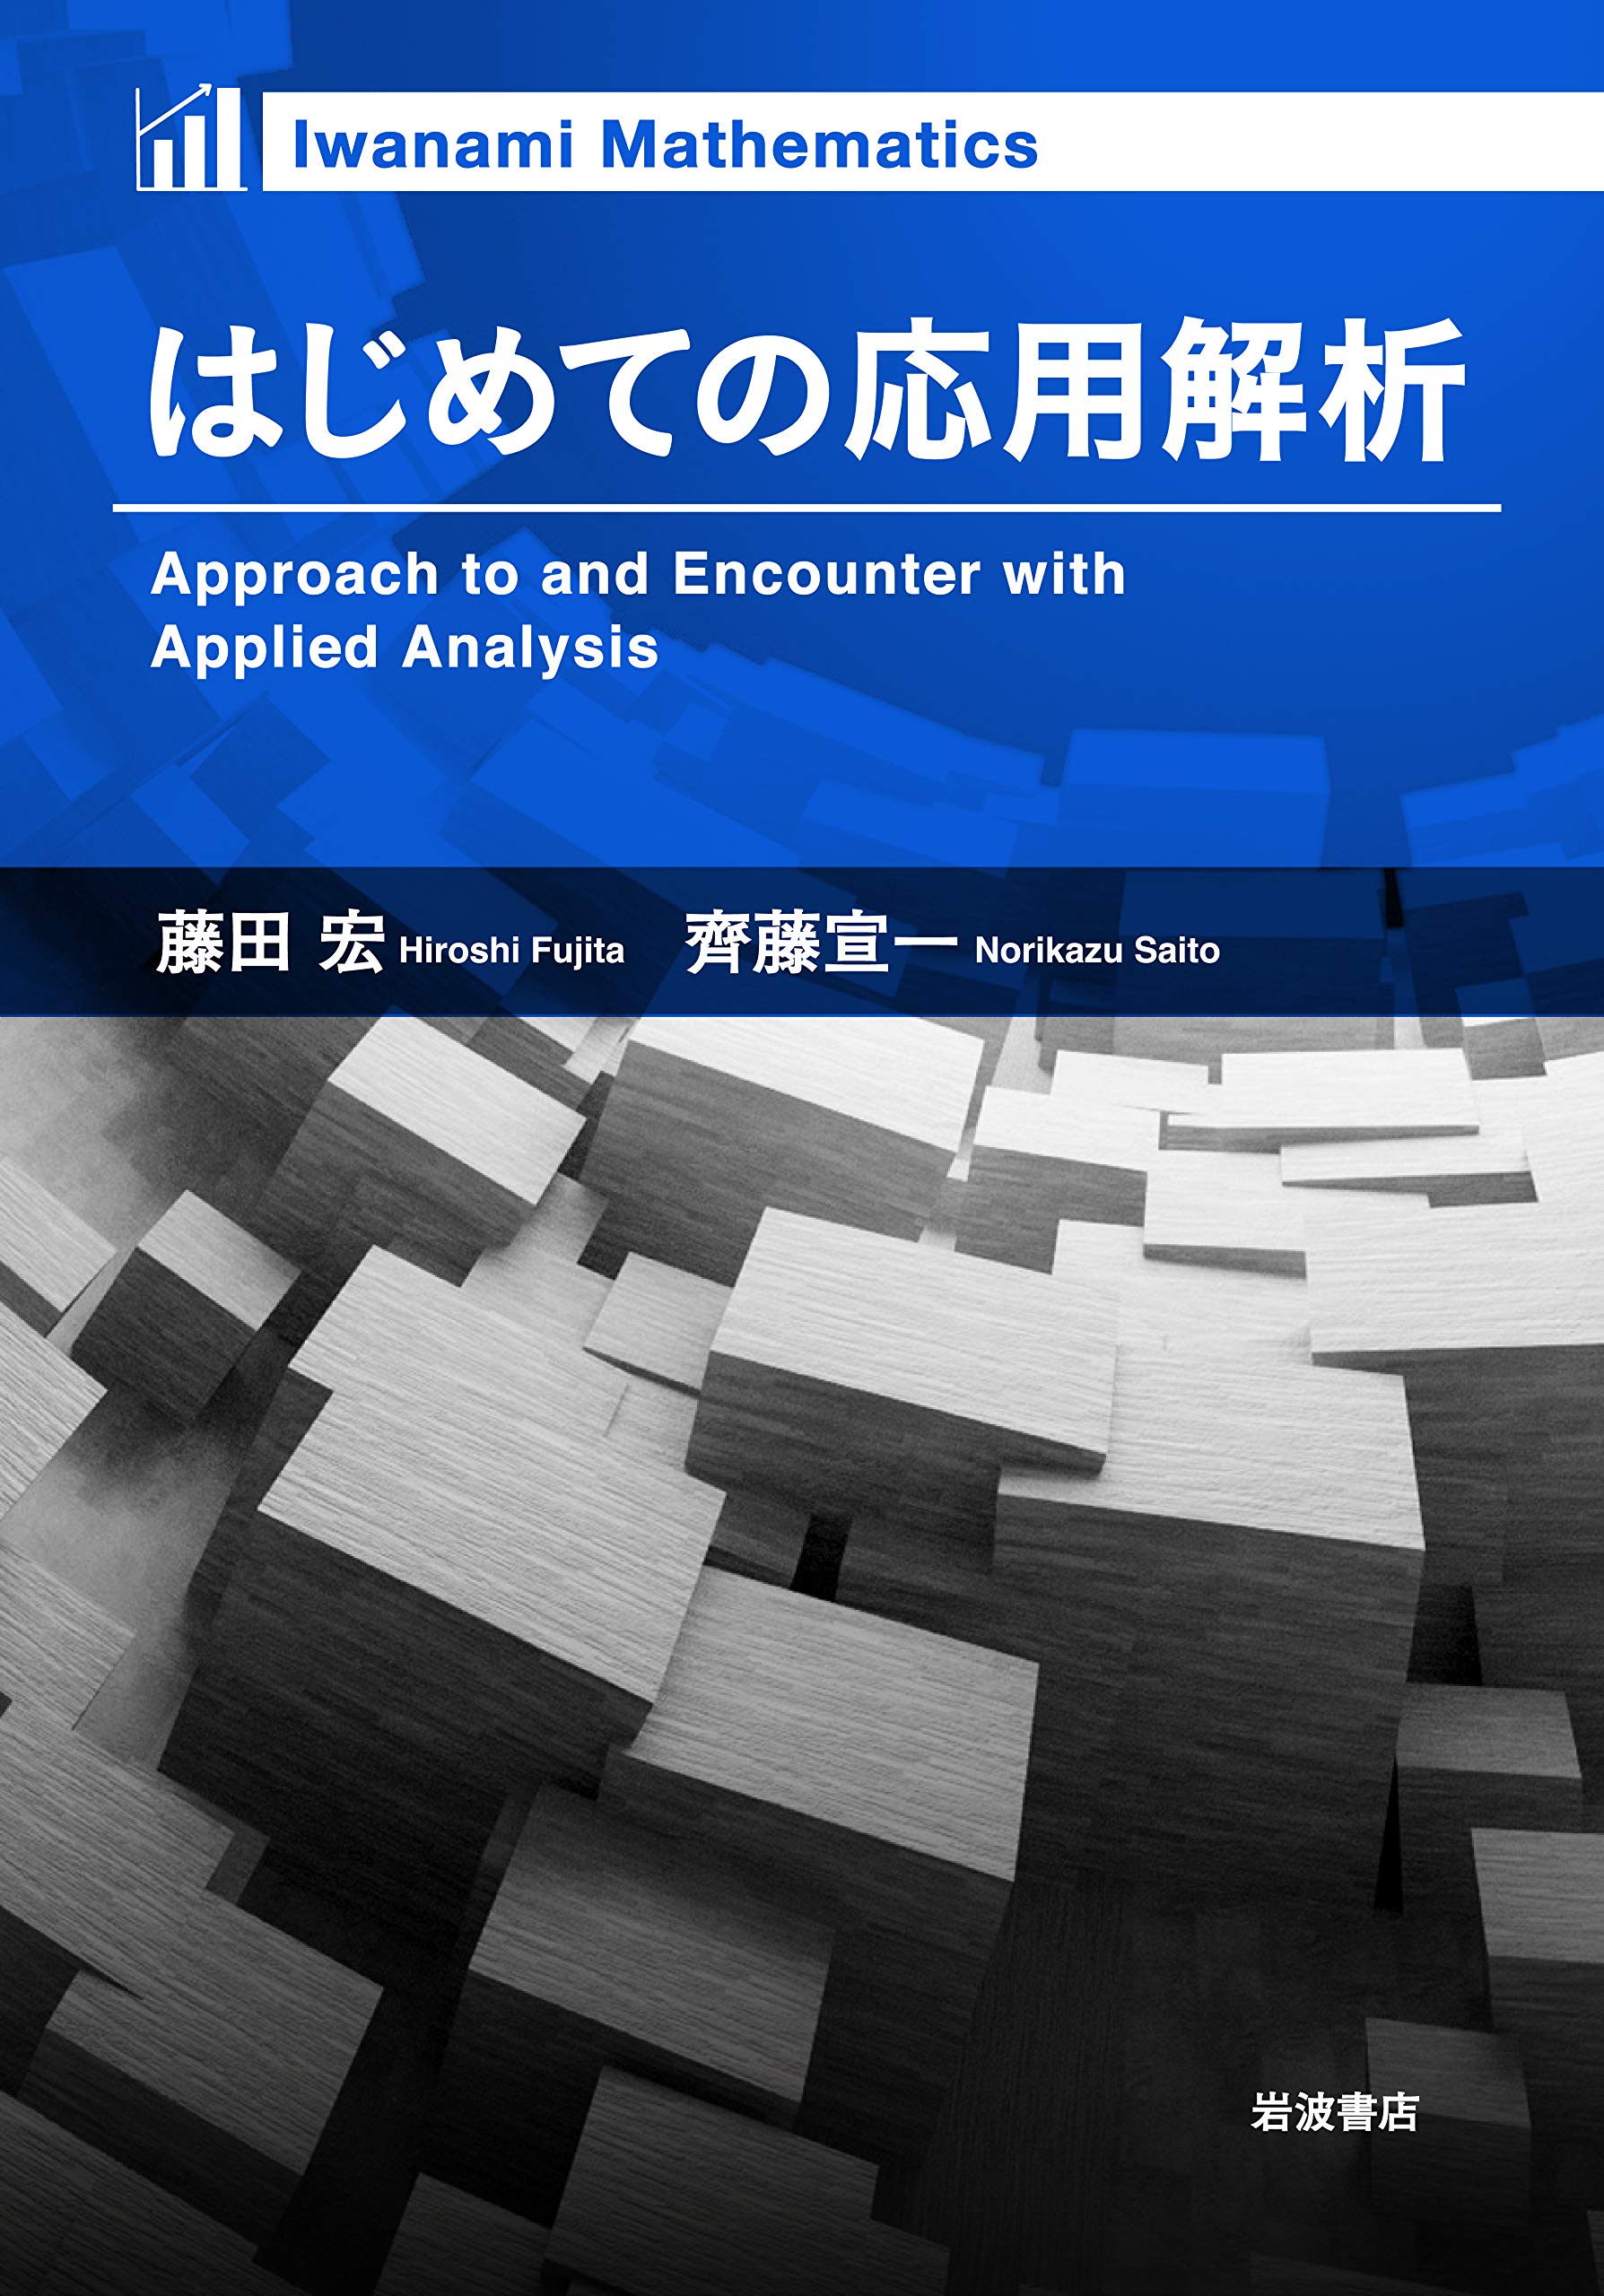 Iwanami Mathematics
はじめての応用解析
Approach to and Encounter with
Applied Analysis
藤田 宏 Hiroshi Fujita 齊藤宣一 Norikazu Saito
岩波書店